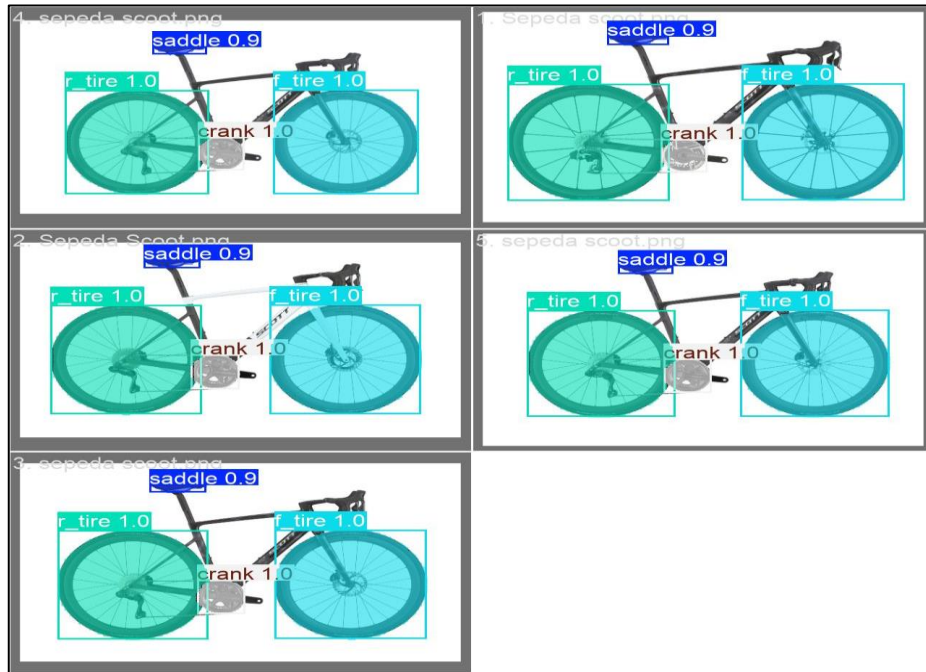 4. sepeda scoot.png
saddle 0.9
r_tire 1.0
f_tire 1.0
crank 1.0
SCOTT
1. Sepeda Scoot.png
saddle 0.9
r_tire 1.0
f_tire 1.0
crank 1.0
2. Sepeda Scoot.png
saddle 0.9
r_tire 1.0
f_tire 1.0
SCOTT
crank 1.0
5. sepeda scoot.png
saddle 0.9
r_tire 1.0
f_tire 1.0
crank 1.0
3. sepeda scoot.png
saddle 0.9
r_tire 1.0
f_tire 1.0
SCOTT
crank 1.0